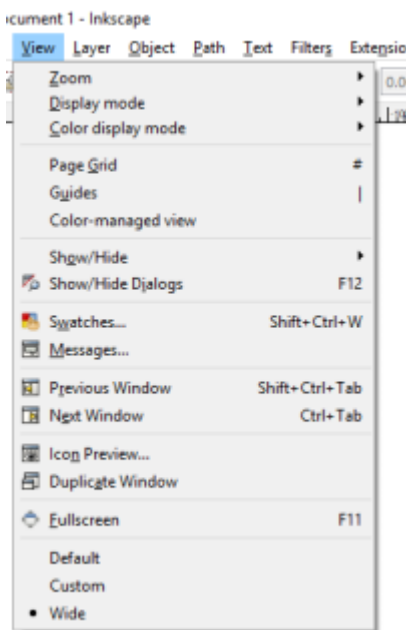 ocument 1 - Inkscape
View Layer Object Path Text Filters Extensio
Zoom
0.0
Display mode
Color display mode
Page Grid #
Guides |
Color-managed view
Show/Hide
Show/Hide Dialogs F12
Swatches... Shift+Ctrl+W
Messages...
Previous Window Shift+Ctrl+Tab
Next Window Ctrl+Tab
Icon Preview...
Duplicate Window
Fullscreen F11
Default
Custom
Wide